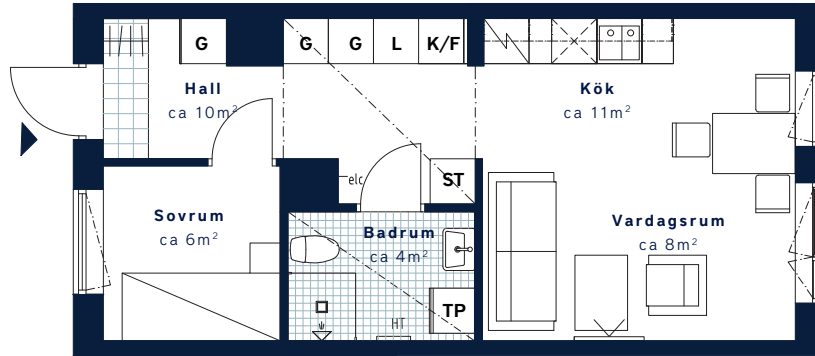 G
G
G
L
K/F
Hall
ca 10m²
Kök
ca 11m²
elc
ST
Sovrum
ca 6m²
Badrum
ca 4m²
Vardagsrum
ca 8m²
TP
HT